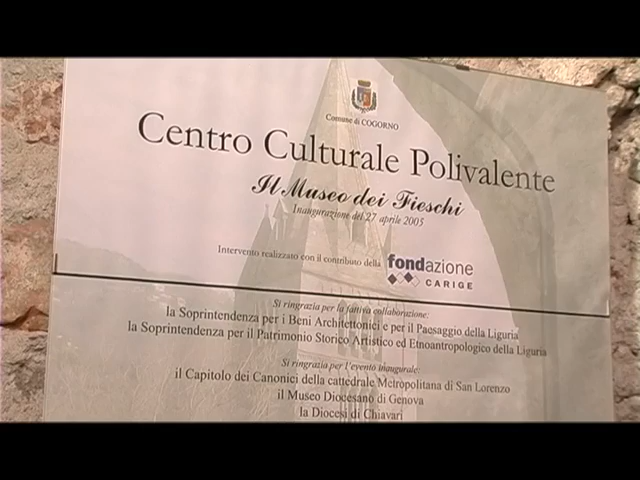 Comune di COGORNO
Centro Culturale Polivalente
Il Museo dei Fieschi
Inaugurazione del 27 aprile 2005
Intervento realizzato con il contributo della fondazione
CARIGE
Si ringrazia per la fattiva collaborazione:
la Soprintendenza per i Beni Architettonici e per il Paesaggio della Liguria
la Soprintendenza per il Patrimonio Storico Artistico ed Etnoantropologico della Liguria
Si ringrazia per l'evento inaugurale:
il Capitolo dei Canonici della cattedrale Metropolitana di San Lorenzo
il Museo Diocesano di Genova
la Diocesi di Chiavari